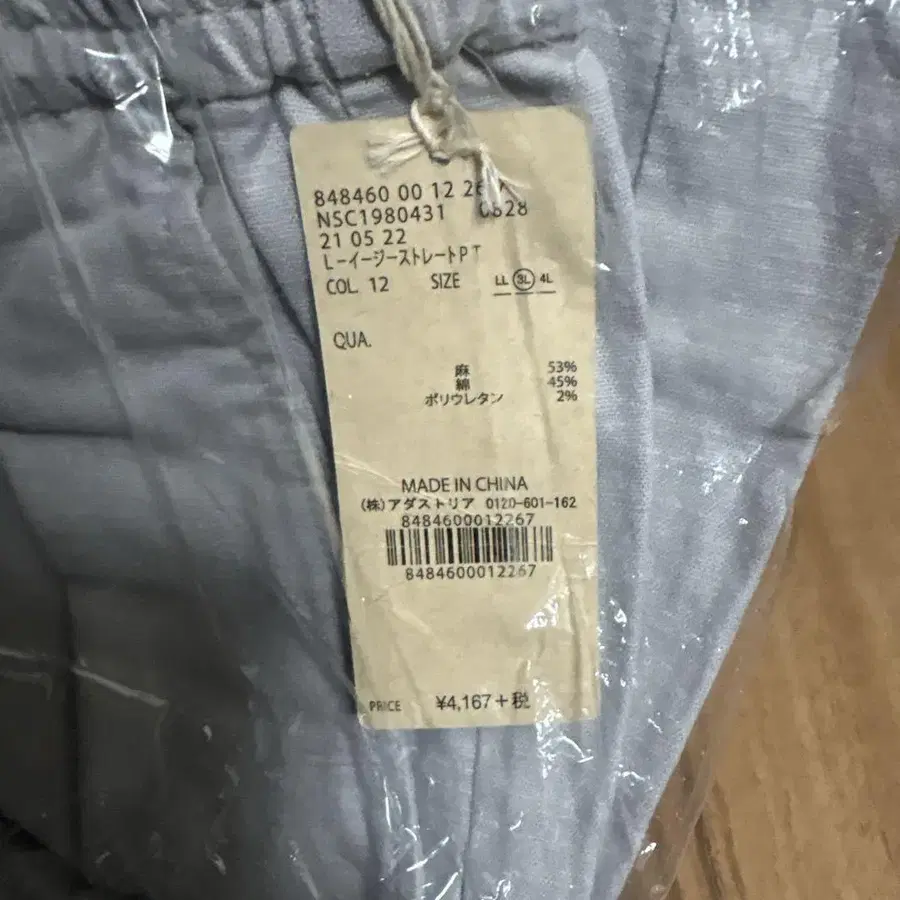 848460 00 12
NSC1980431 0828
21 05 22
L-イージーストレートPT
COL. 12 SIZE LL 3L 4L
QUA.
麻 53%
綿 45%
ポリウレタン 2%
MADE IN CHINA
(株)アダストリア 0120-601-162
8484600012267
8484600012267
PRICE ¥4,167+税